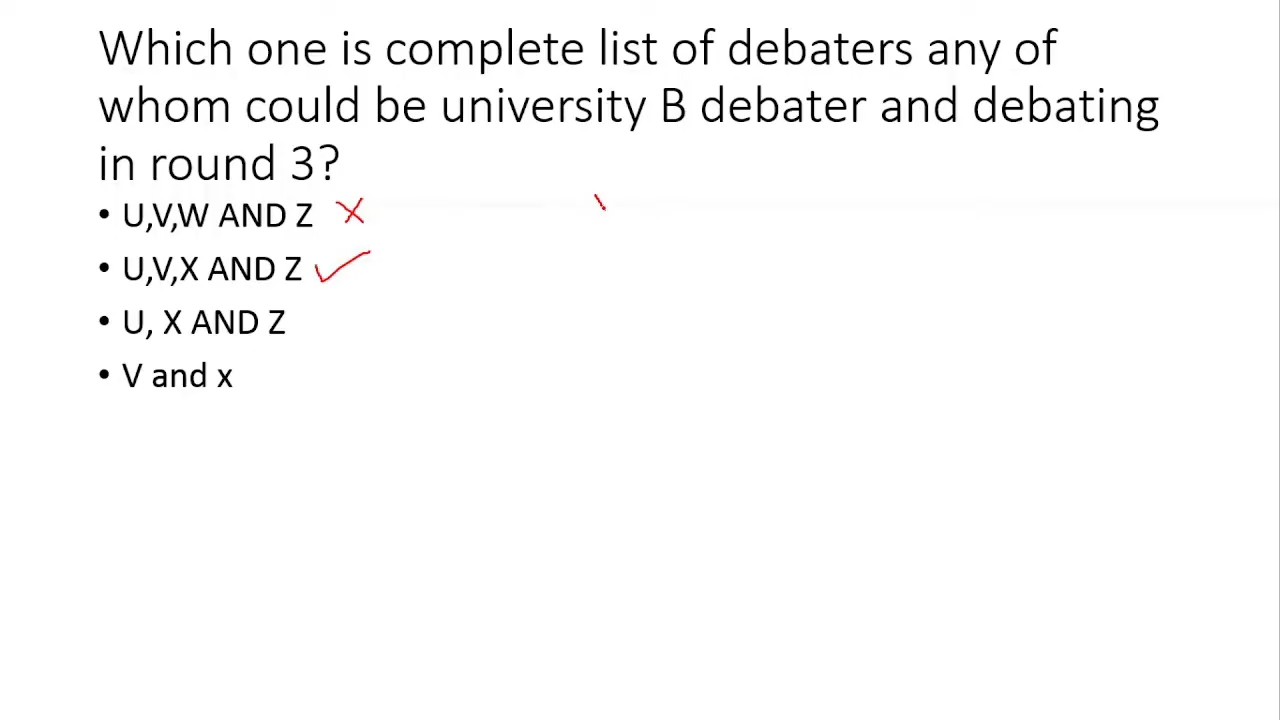 Which one is complete list of debaters any of
whom could be university B debater and debating
in round 3?
• U,V,W AND Z
• U,V,X AND Z
• U, X AND Z
• V and x